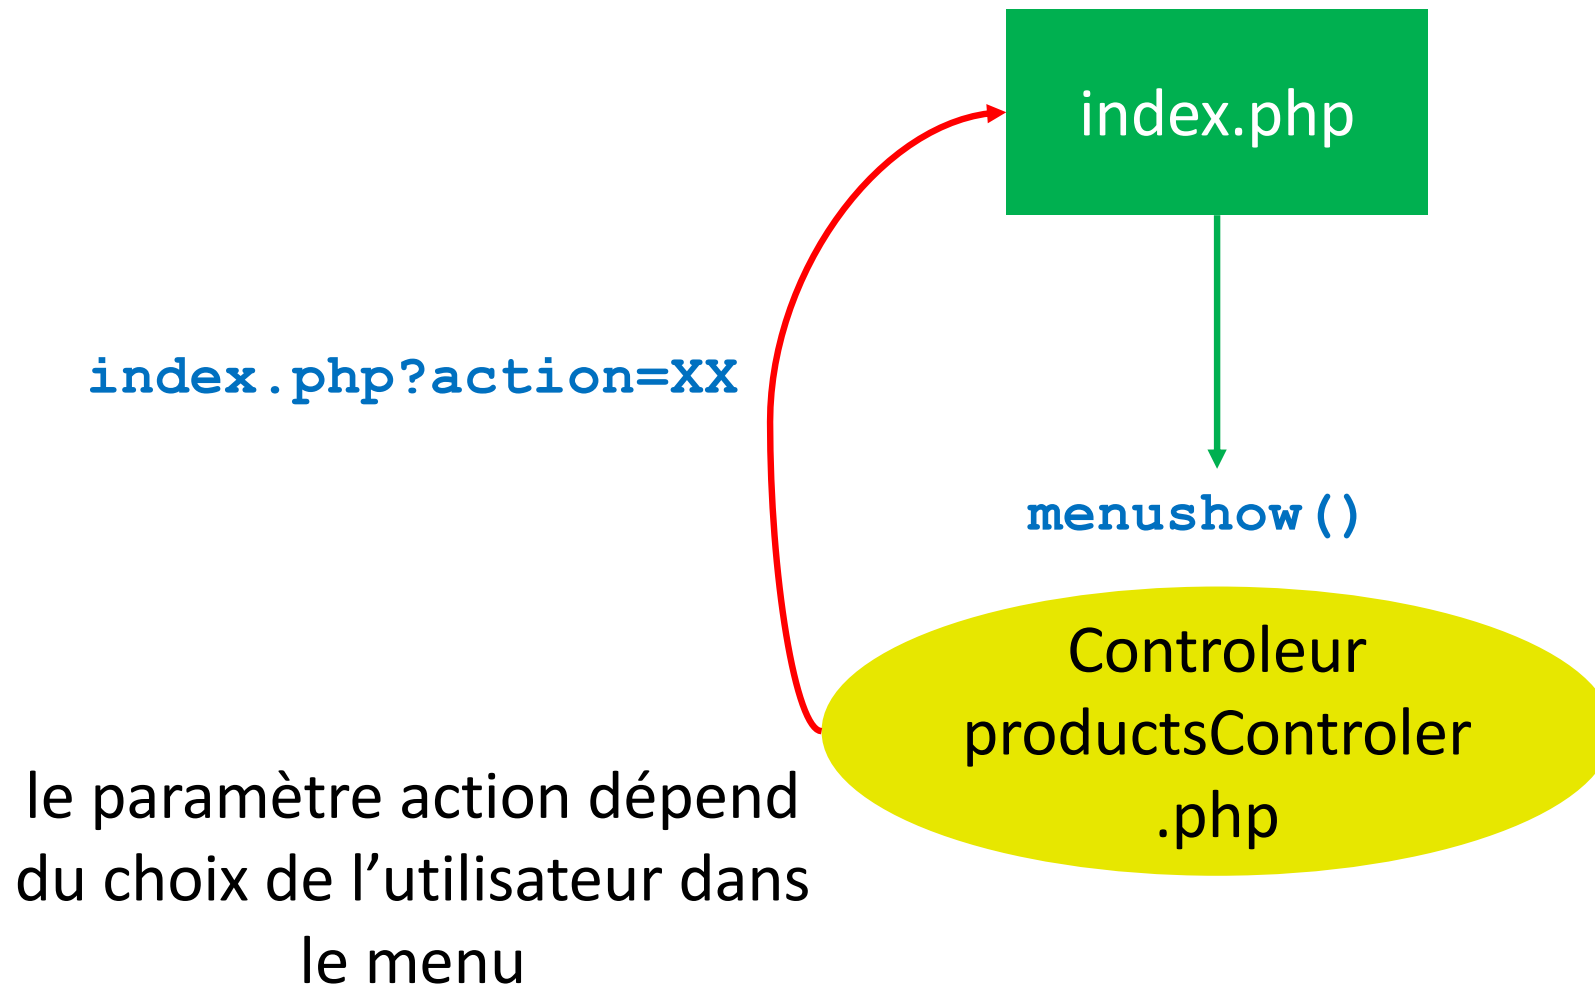 index.php
index.php?action=XX
menushow()
Controleur
productsControler
.php
le paramètre action dépend
du choix de l’utilisateur dans
le menu